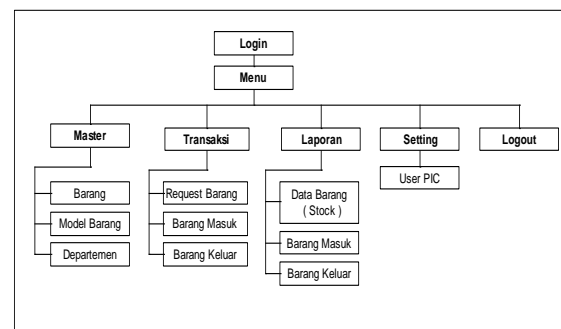 Login
Menu
Master
Transaksi
Laporan
Setting
Logout
Barang
Model Barang
Departemen
Request Barang
Barang Masuk
Barang Keluar
Data Barang
( Stock )
Barang Masuk
Barang Keluar
User PIC